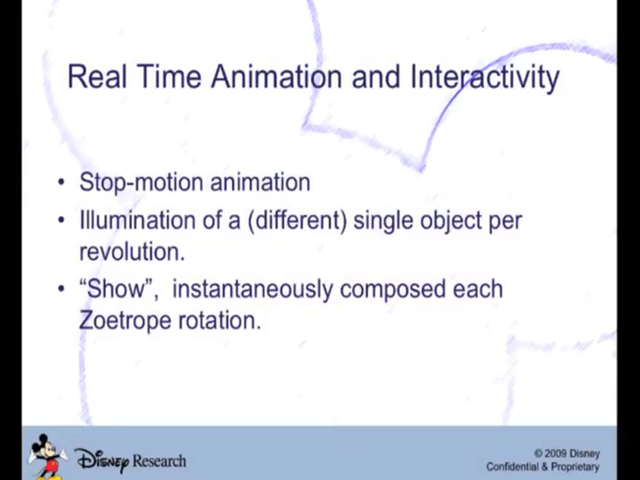 Real Time Animation and Interactivity
• Stop-motion animation
• Illumination of a (different) single object per
revolution.
• “Show”, instantaneously composed each
Zoetrope rotation.
Disney Research
© 2009 Disney
Confidential & Proprietary